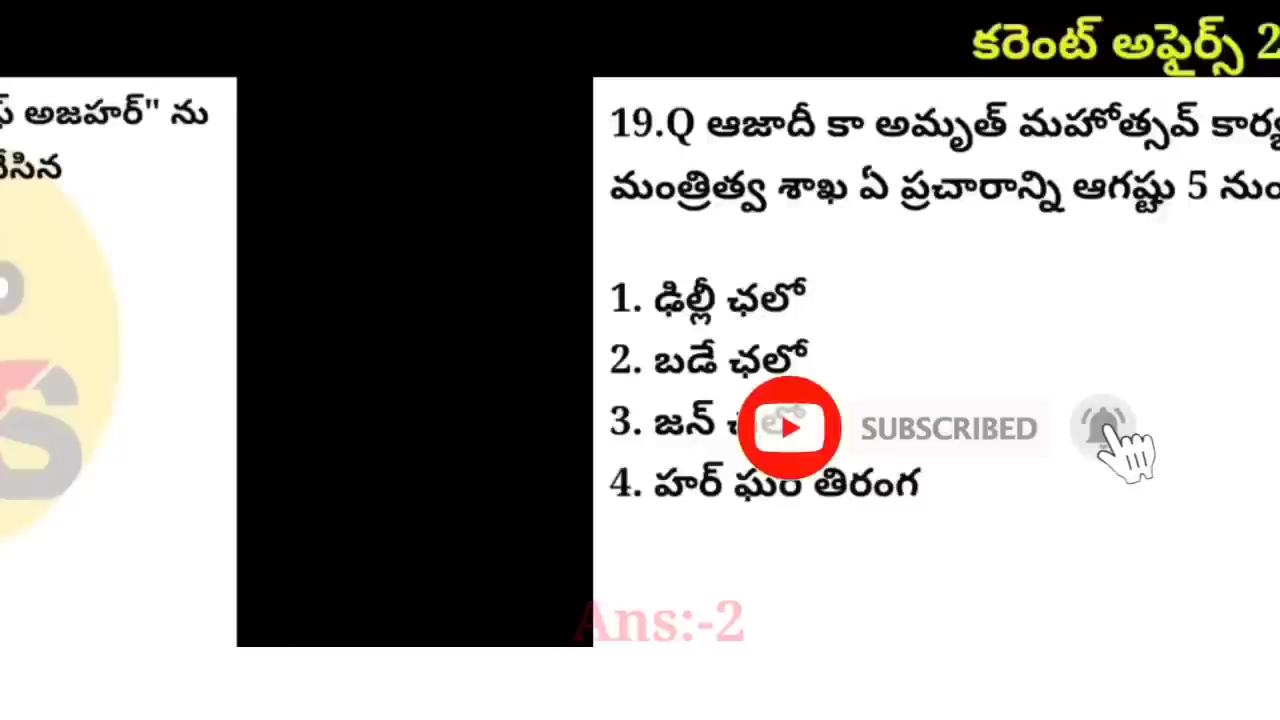 కరెంట్ అఫైర్స్ 2
అజహర్" ను
19.Q ఆజాదీ కా అమృత్ మహోత్సవ్
మంత్రిత్వ శాఖ ఏ ప్రచారాన్ని ఆగష్టు 5
1. ఢిల్లీ ఛలో
2. బడే ఛలో
3. జన్
SUBSCRIBED
4. హర్ ఘర్ తిరంగ
Ans:-2